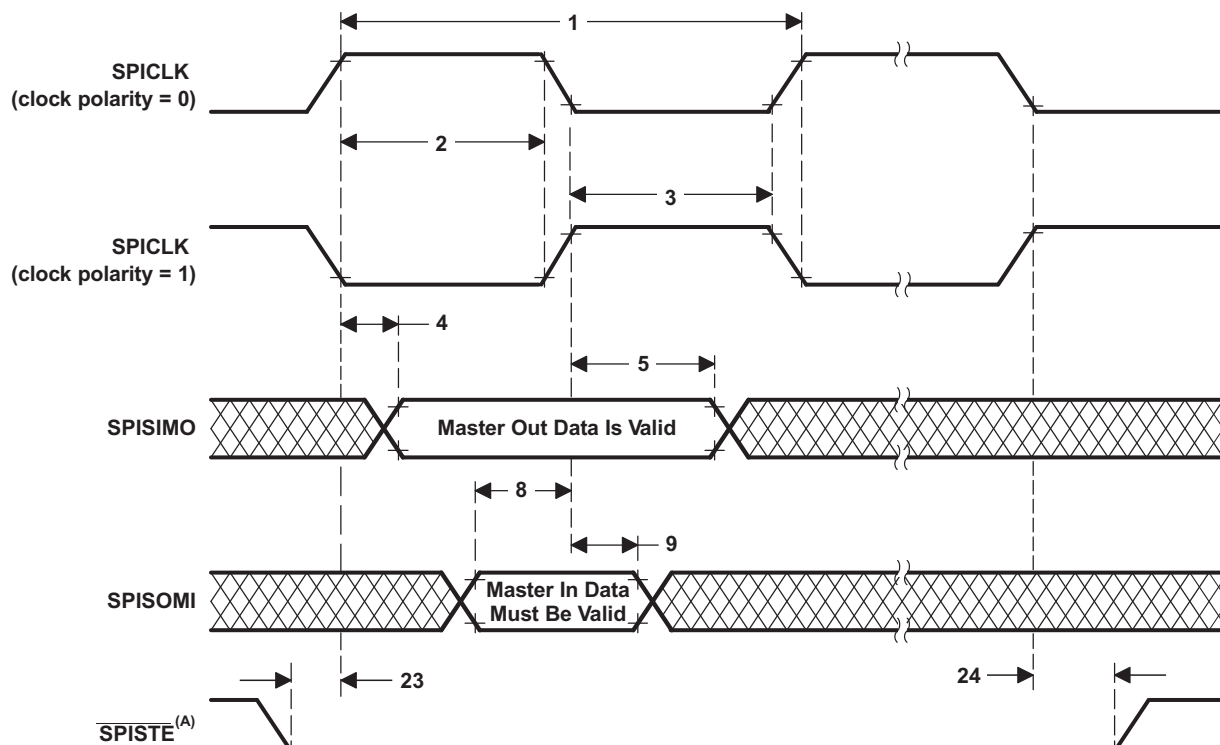 1
SPICLK
(clock polarity = 0)
2
3
SPICLK
(clock polarity = 1)
4
5
SPISIMO
Master Out Data Is Valid
8
9
SPISOMI
Master In Data
Must Be Valid
23
24
SPISTE(A)